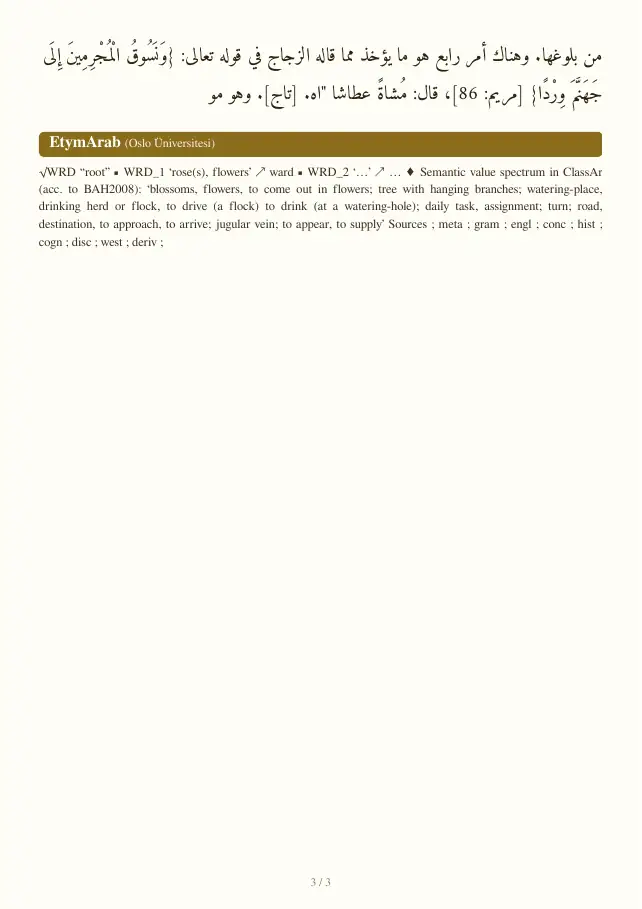 من بلوغها. وهناك أمر رابع هو ما يؤخذ مما قاله الزجاج في قوله تعالى: {وَنَسُوقُ الْمُجْرِمِينَ إِلَى
جَهَنَّمَ وِرْدًا} [مريم: 86]، قال: مُشاةً عطاشا "اه. [تاج]. وهو مو
EtymArab (Oslo Üniversitesi)
√WRD “root” ▪ WRD_1 ‘rose(s), flowers’ ↗ ward ▪ WRD_2 ‘…’ ↗ … ♦ Semantic value spectrum in ClassAr
(acc. to BAH2008): ‘blossoms, flowers, to come out in flowers; tree with hanging branches; watering-place,
drinking herd or flock, to drive (a flock) to drink (at a watering-hole); daily task, assignment; turn; road,
destination, to approach, to arrive; jugular vein; to appear, to supply’ Sources ; meta ; gram ; engl ; conc ; hist ;
cogn ; disc ; west ; deriv ;
3 / 3